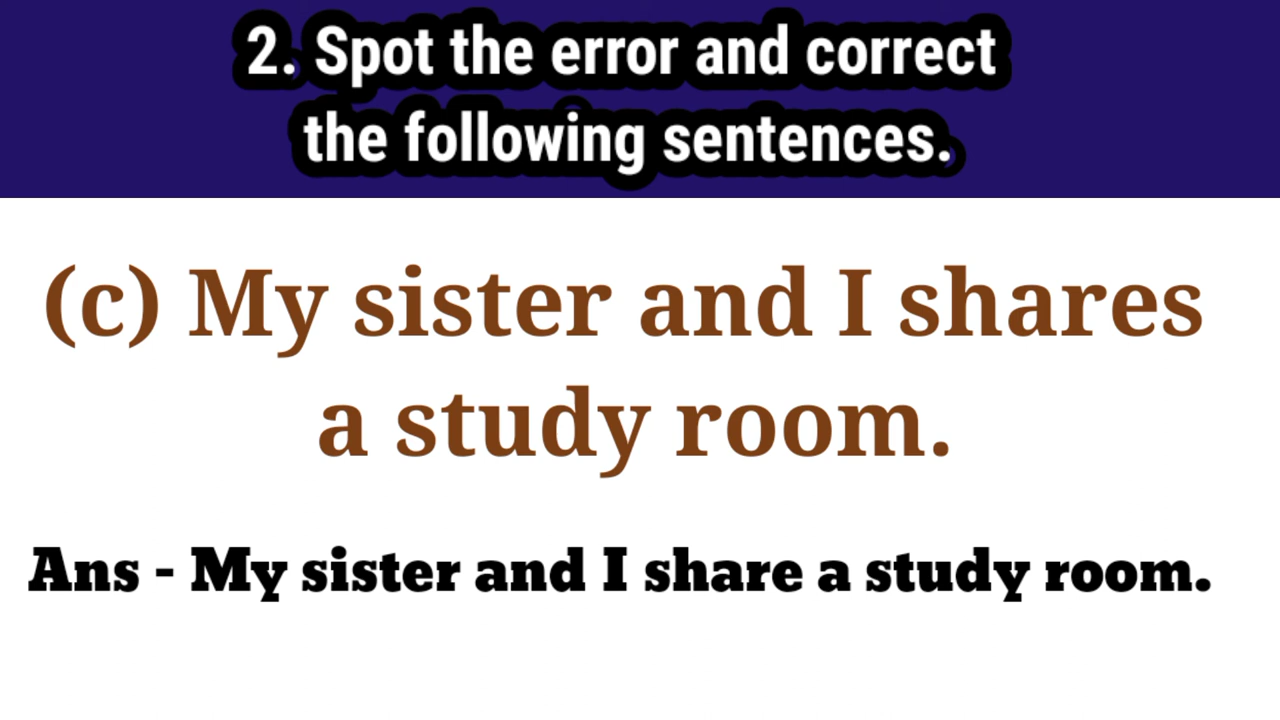 2. Spot the error and correct
the following sentences.
(c) My sister and I shares
a study room.
Ans - My sister and I share a study room.